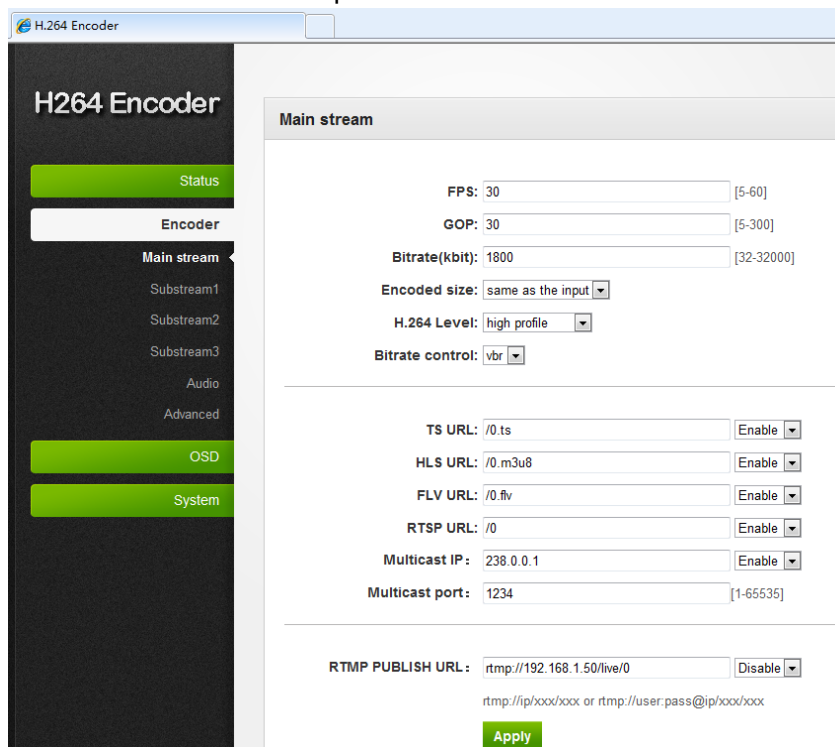 H.264 Encoder
H264 Encoder
Status
Encoder
Main stream
Substream1
Substream2
Substream3
Audio
Advanced
OSD
System
Main stream
FPS: 30 [5-60]
GOP: 30 [5-300]
Bitrate(kbit): 1800 [32-32000]
Encoded size: same as the input
H.264 Level: high profile
Bitrate control: vbr
TS URL: /0.ts Enable
HLS URL: /0.m3u8 Enable
FLV URL: /0.flv Enable
RTSP URL: /0 Enable
Multicast IP： 238.0.0.1 Enable
Multicast port： 1234 [1-65535]
RTMP PUBLISH URL： rtmp://192.168.1.50/live/0 Disable
rtmp://ip/xxx/xxx or rtmp://user:pass@ip/xxx/xxx
Apply